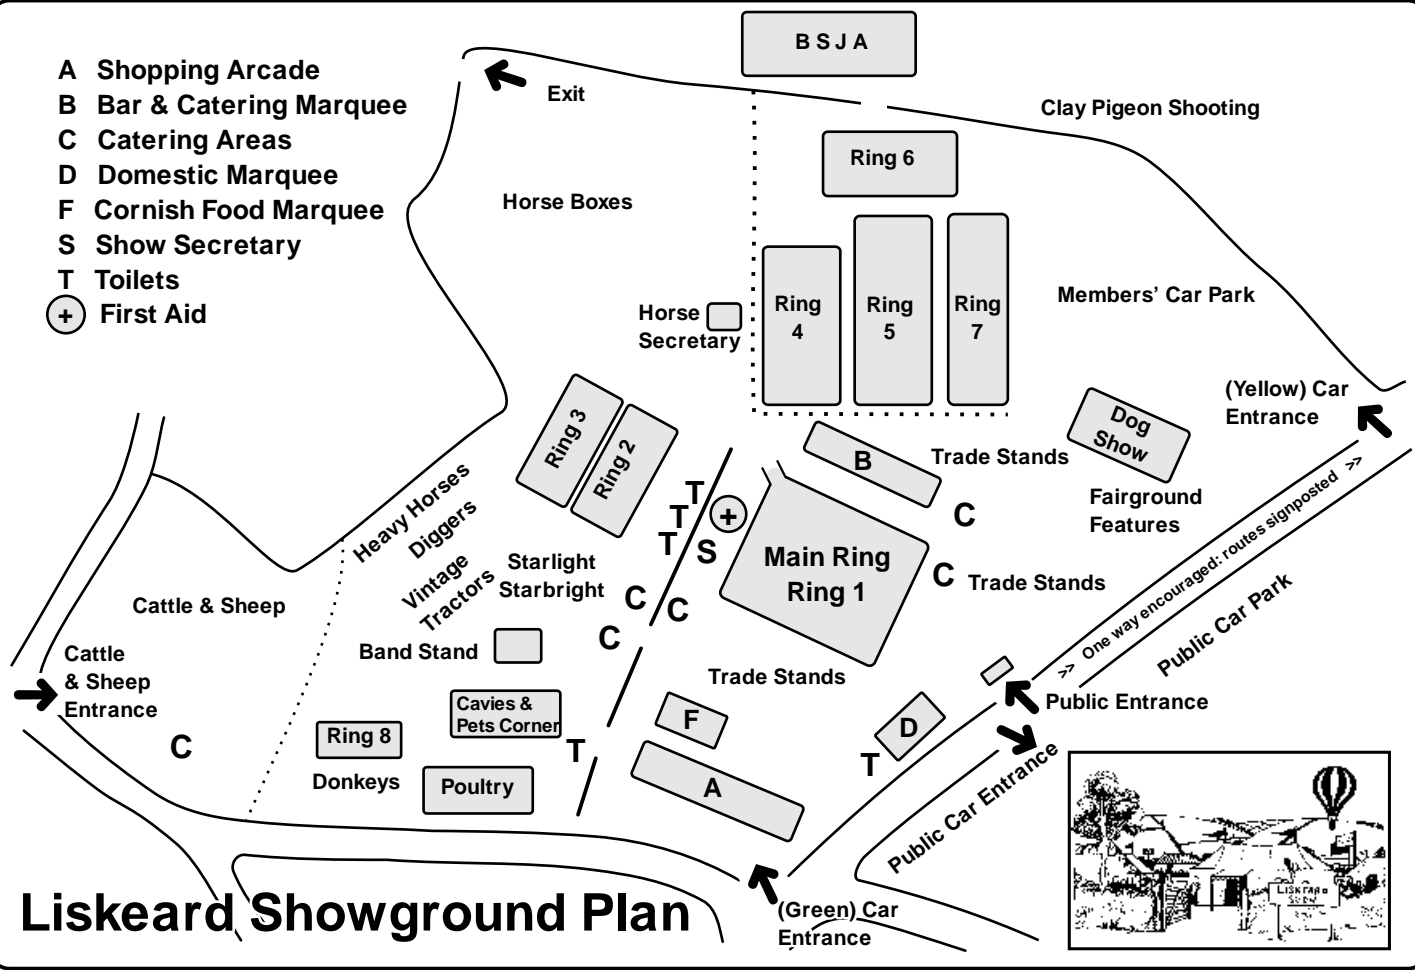 B S J A
A Shopping Arcade
B Bar & Catering Marquee
C Catering Areas
D Domestic Marquee
F Cornish Food Marquee
S Show Secretary
T Toilets
+ First Aid
Exit
Clay Pigeon Shooting
Ring 6
Horse Boxes
Members' Car Park
Horse
Secretary
Ring
4
Ring
5
Ring
7
(Yellow) Car
Entrance
Ring 3
Ring 2
Dog
Show
B
Trade Stands
C
Fairground
Features
Heavy Horses
Diggers
Vintage
Tractors
Starlight
Starbright
T
T
T
+
S
Main Ring
Ring 1
C
Trade Stands
>> One way encouraged: routes signposted >>
Public Car Park
Cattle & Sheep
C
C
C
Band Stand
Cattle
& Sheep
Entrance
Trade Stands
Public Entrance
Cavies &
Pets Corner
F
D
Ring 8
C
T
T
Donkeys
Poultry
A
Public Car Entrance
(Green) Car
Entrance
Liskeard Showground Plan
LISKEARD
SHOW